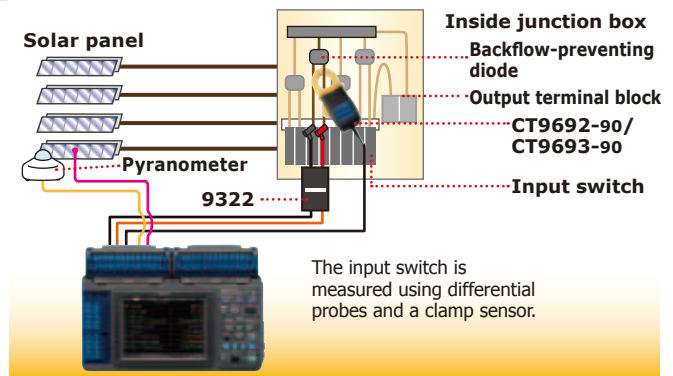 Solar panel
Inside junction box
Backflow-preventing
diode
Output terminal block
CT9692-90/
CT9693-90
Input switch
Pyranometer
9322
The input switch is
measured using differential
probes and a clamp sensor.